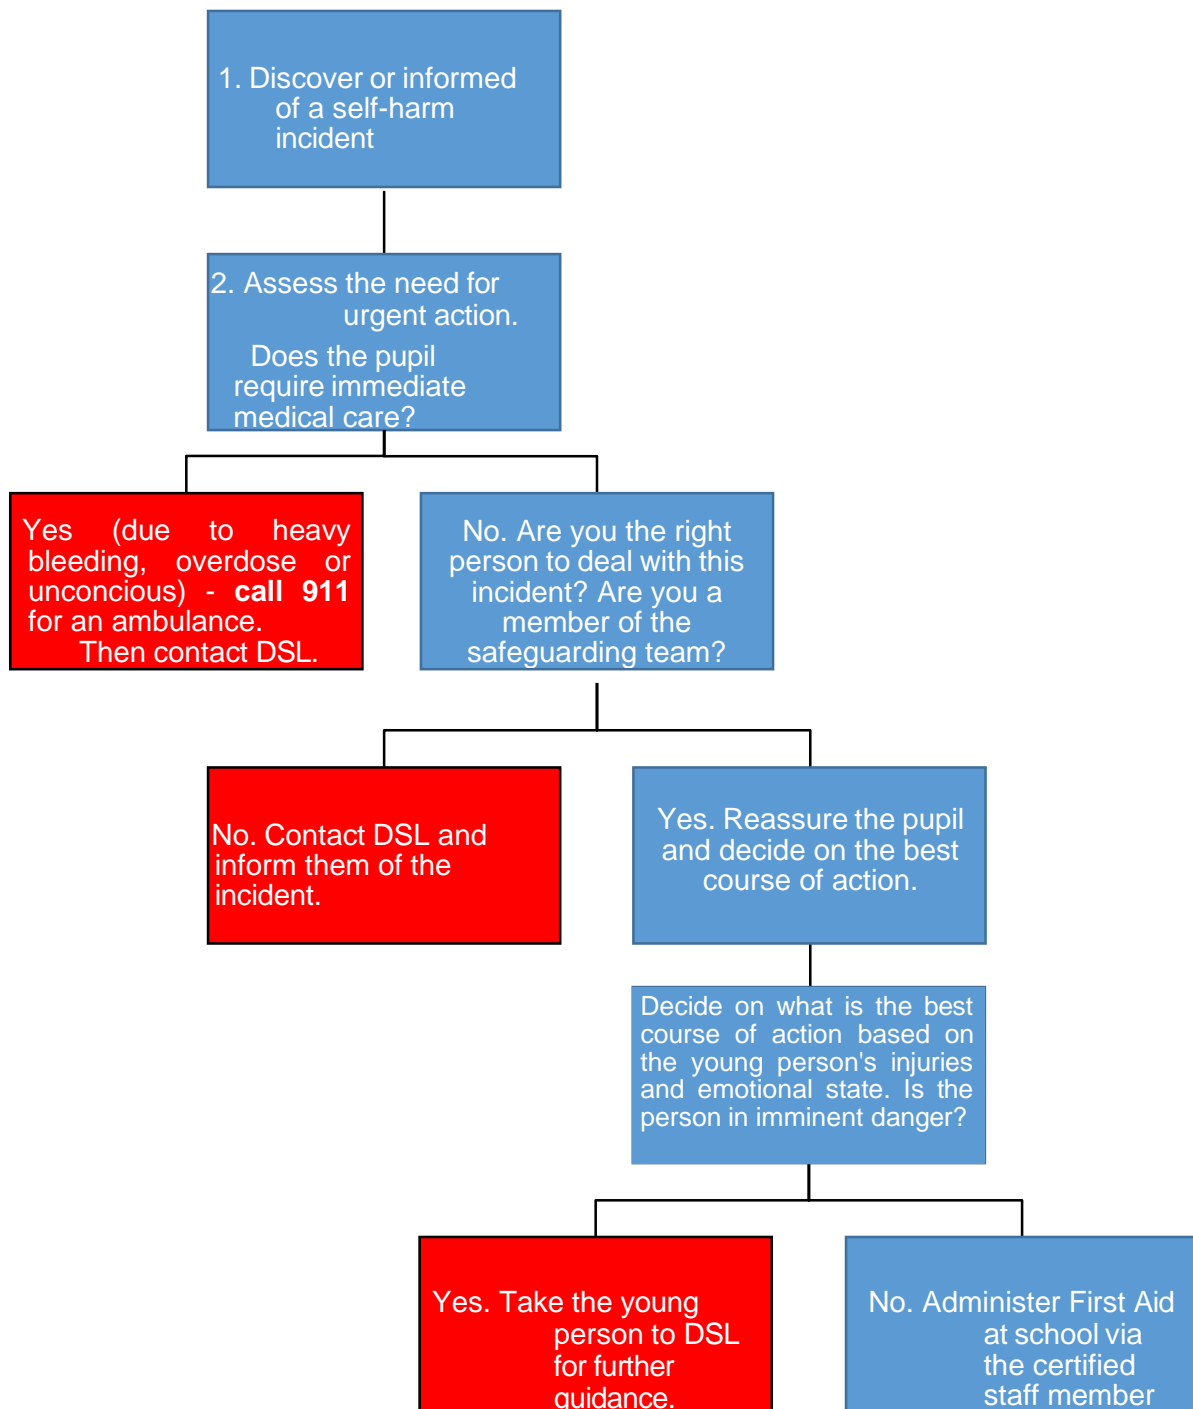 1. Discover or informed
of a self-harm
incident
2. Assess the need for
urgent action.
Does the pupil
require immediate
medical care?
Yes (due to heavy
bleeding, overdose or
unconcious) - call 911
for an ambulance.
Then contact DSL.
No. Are you the right
person to deal with this
incident? Are you a
member of the
safeguarding team?
No. Contact DSL and
inform them of the
incident.
Yes. Reassure the pupil
and decide on the best
course of action.
Decide on what is the best
course of action based on
the young person's injuries
and emotional state. Is the
person in imminent danger?
Yes. Take the young
person to DSL
for further
guidance.
No. Administer First Aid
at school via
the certified
staff member